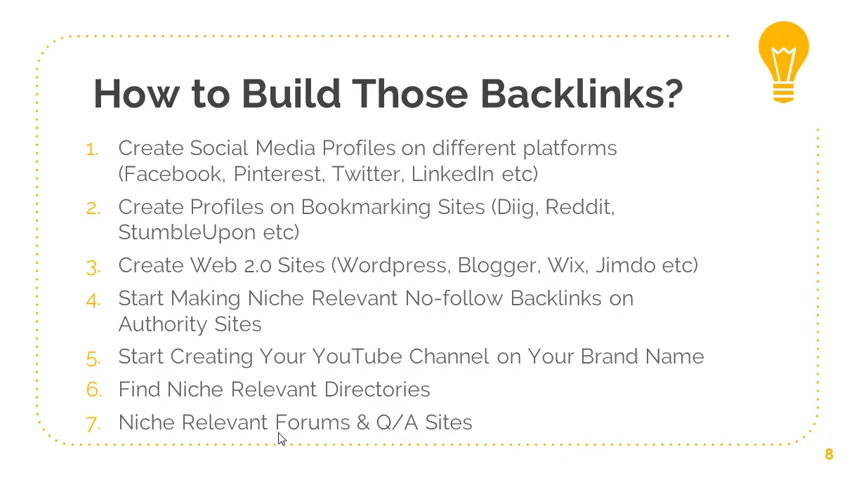 How to Build Those Backlinks?
1. Create Social Media Profiles on different platforms
(Facebook, Pinterest, Twitter, LinkedIn etc)
2. Create Profiles on Bookmarking Sites (Diig, Reddit,
StumbleUpon etc)
3. Create Web 2.0 Sites (Wordpress, Blogger, Wix, Jimdo etc)
4. Start Making Niche Relevant No-follow Backlinks on
Authority Sites
5. Start Creating Your YouTube Channel on Your Brand Name
6. Find Niche Relevant Directories
7. Niche Relevant Forums & Q/A Sites
8